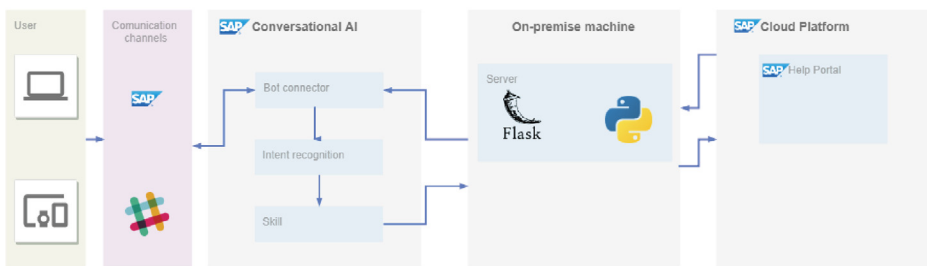 User
Comunication
channels
SAP Conversational AI
On-premise machine
SAP Cloud Platform
SAP
Bot connector
Intent recognition
Skill
Server
Flask
SAP Help Portal